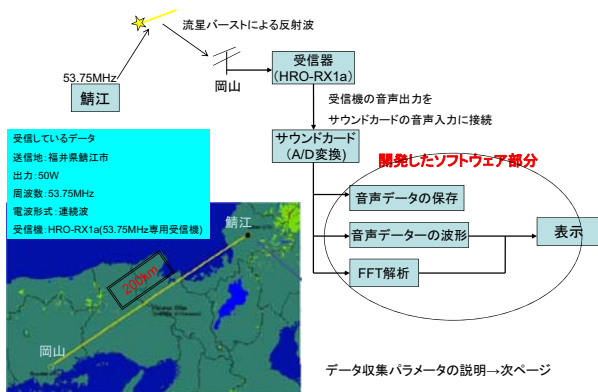 流星バーストによる反射波
53.75MHz
鯖江
岡山
受信器
(HRO-RX1a)
受信機の音声出力を
サウンドカードの音声入力に接続
サウンドカード
(A/D変換)
開発したソフトウェア部分
音声データの保存
音声データーの波形
FFT解析
表示
受信しているデータ
送信地:福井県鯖江市
出力:50W
周波数:53.75MHz
電波形式:連続波
受信機:HRO-RX1a(53.75MHz専用受信機)
鯖江
200km
岡山
データ収集パラメータの説明→次ページ